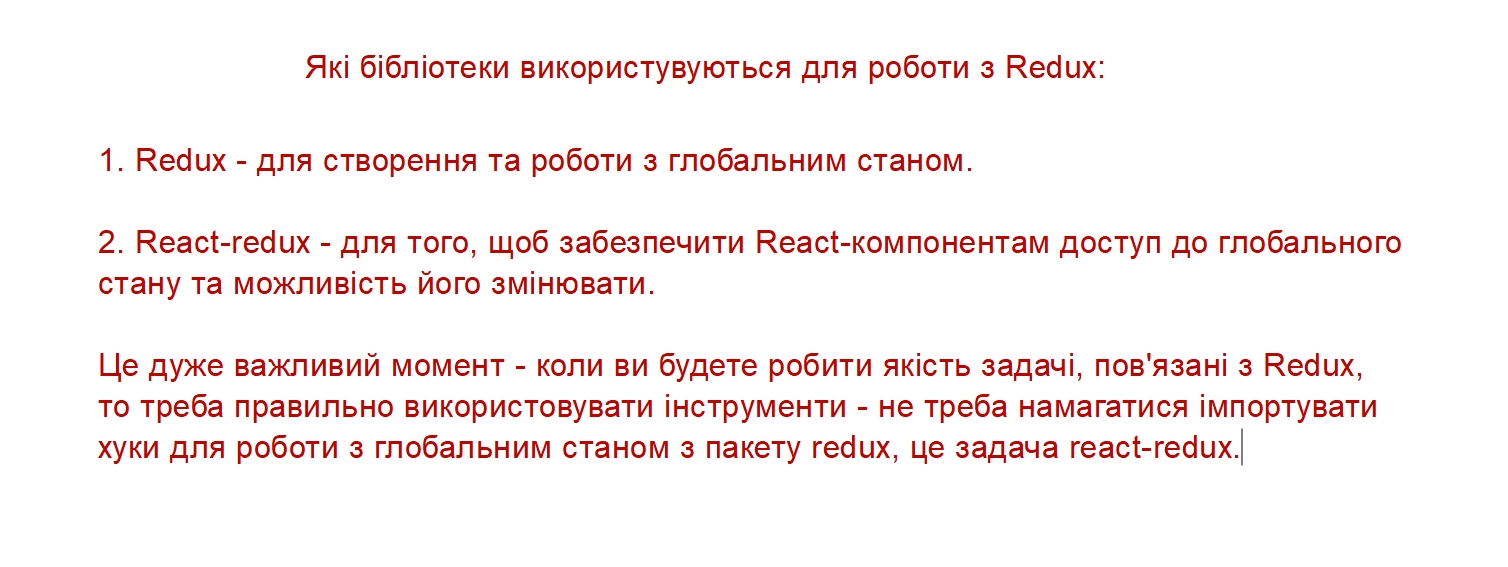 Які бібліотеки використувуються для роботи з Redux:
1. Redux - для створення та роботи з глобальним станом.
2. React-redux - для того, щоб забезпечити React-компонентам доступ до глобального
стану та можливість його змінювати.
Це дуже важливий момент - коли ви будете робити якість задачі, пов'язані з Redux,
то треба правильно використовувати інструменти - не треба намагатися імпортувати
хуки для роботи з глобальним станом з пакету redux, це задача react-redux.